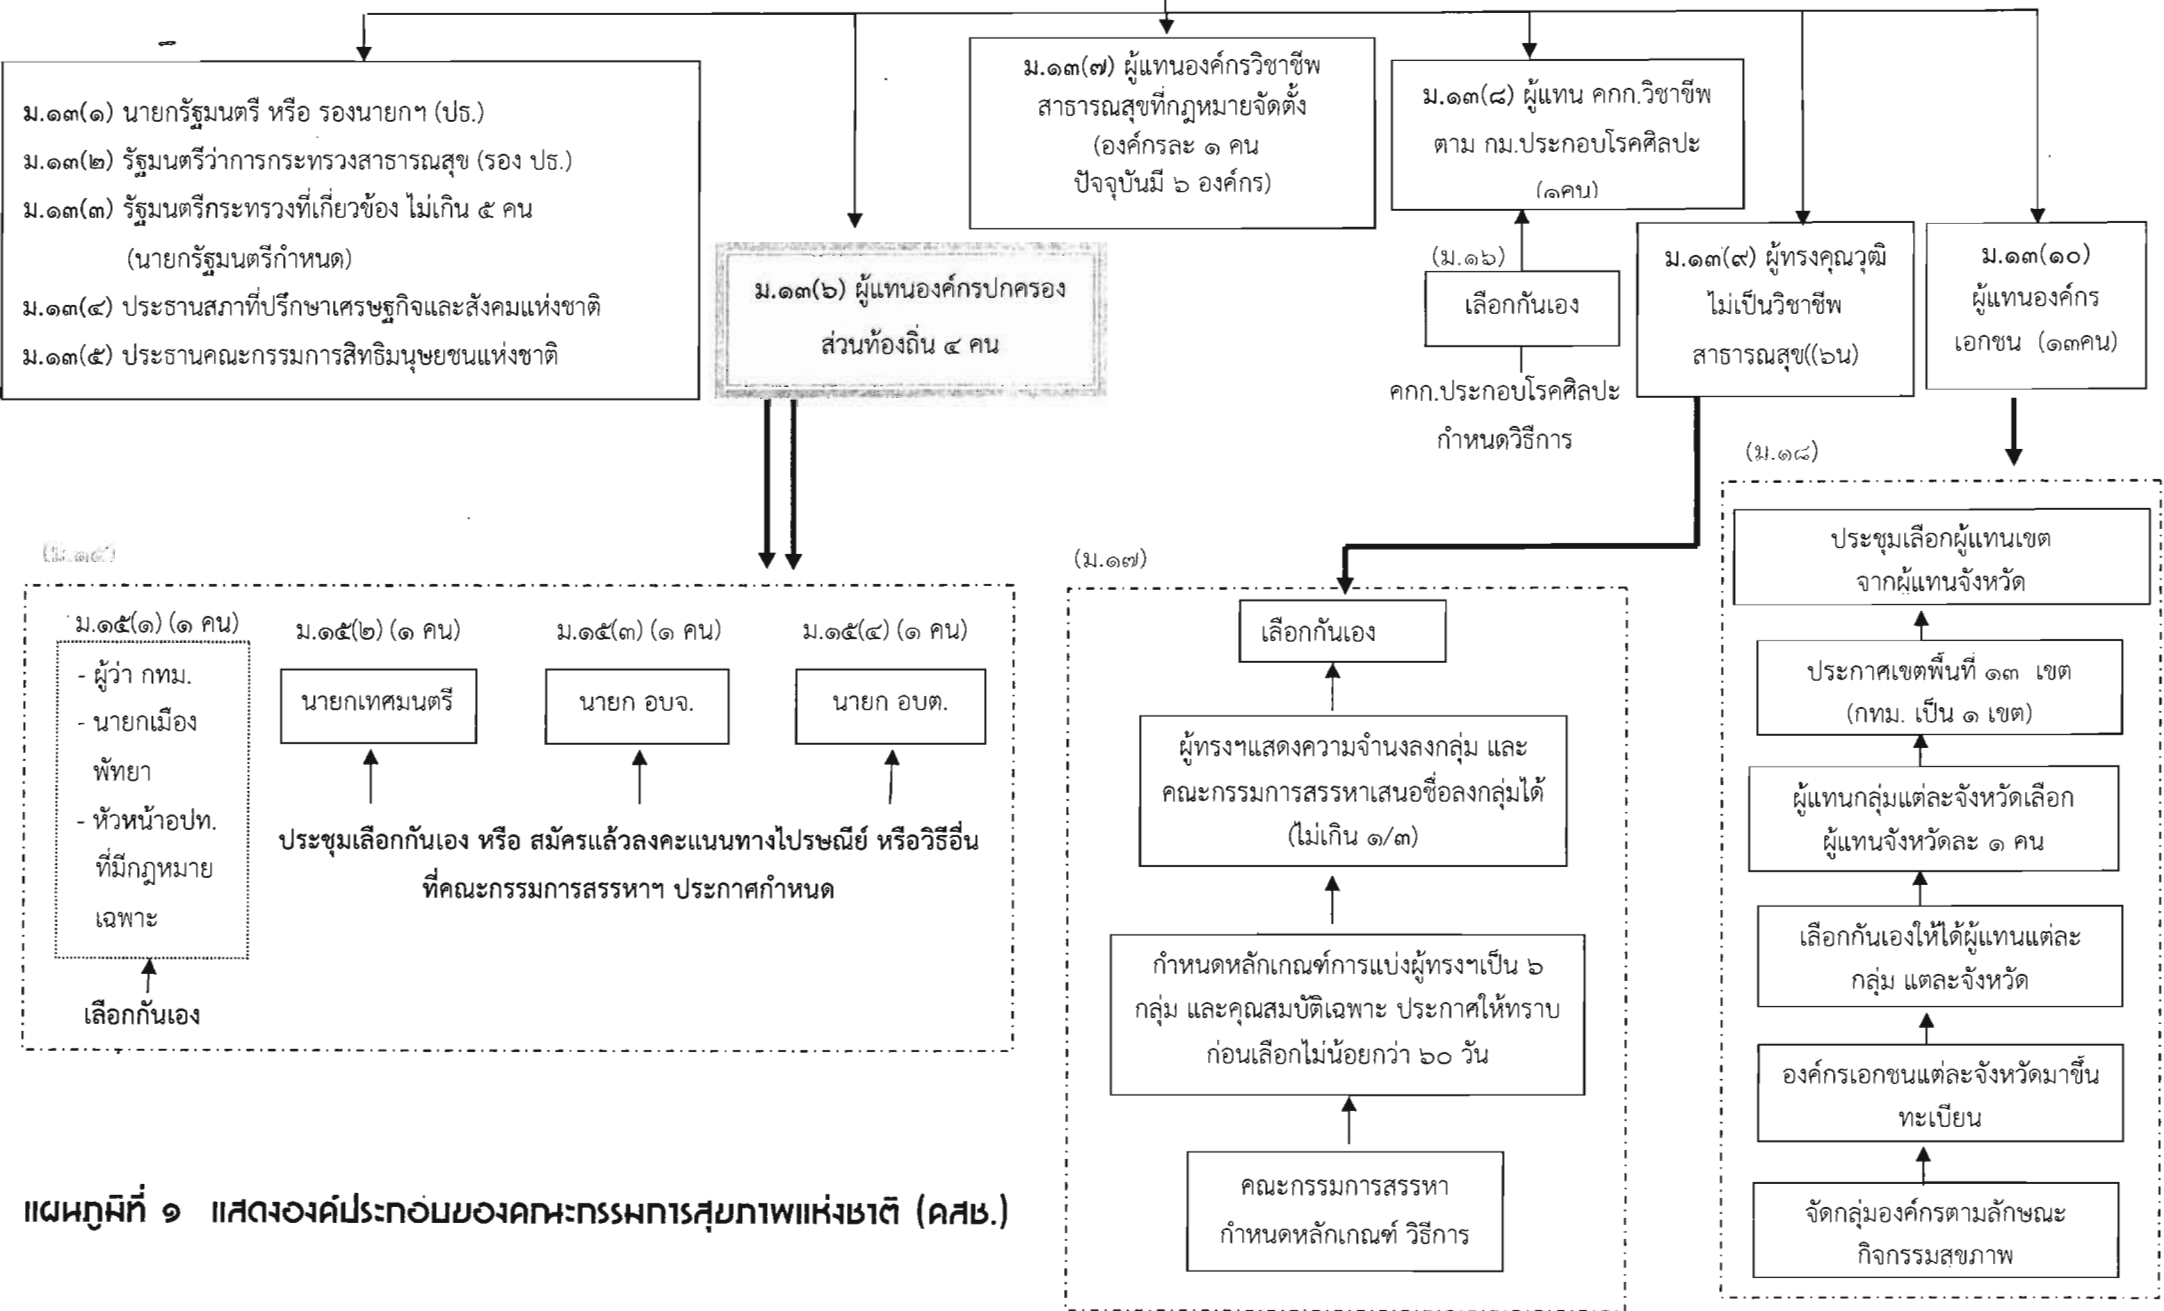 ม.๑๓(๑) นายกรัฐมนตรี หรือ รองนายกฯ (ปธ.)
ม.๑๓(๒) รัฐมนตรีว่าการกระทรวงสาธารณสุข (รอง ปธ.)
ม.๑๓(๓) รัฐมนตรีกระทรวงที่เกี่ยวข้อง ไม่เกิน ๕ คน
(นายกรัฐมนตรีกำหนด)
ม.๑๓(๔) ประธานสภาที่ปรึกษาเศรษฐกิจและสังคมแห่งชาติ
ม.๑๓(๕) ประธานคณะกรรมการสิทธิมนุษยชนแห่งชาติ
ม.๑๓(๖) ผู้แทนองค์กรปกครอง
ส่วนท้องถิ่น ๔ คน
ม.๑๓(๗) ผู้แทนองค์กรวิชาชีพ
สาธารณสุขที่กฎหมายจัดตั้ง
(องค์กรละ ๑ คน
ปัจจุบันมี ๖ องค์กร)
ม.๑๓(๘) ผู้แทน คกก.วิชาชีพ
ตาม กม.ประกอบโรคศิลปะ
(๑คน)
(ม.๑๖)
เลือกกันเอง
คกก.ประกอบโรคศิลปะ
กำหนดวิธีการ
ม.๑๓(๙) ผู้ทรงคุณวุฒิ
ไม่เป็นวิชาชีพ
สาธารณสุข((๖น)
ม.๑๓(๑๐)
ผู้แทนองค์กร
เอกชน (๑๓คน)
(ม.๑๕)
ม.๑๕(๑) (๑ คน)
- ผู้ว่า กทม.
- นายกเมือง
พัทยา
- หัวหน้าอปท.
ที่มีกฎหมาย
เฉพาะ
เลือกกันเอง
ม.๑๕(๒) (๑ คน)
นายกเทศมนตรี
ม.๑๕(๓) (๑ คน)
นายก อบจ.
ม.๑๕(๔) (๑ คน)
นายก อบต.
ประชุมเลือกกันเอง หรือ สมัครแล้วลงคะแนนทางไปรษณีย์ หรือวิธีอื่น
ที่คณะกรรมการสรรหาฯ ประกาศกำหนด
(ม.๑๗)
เลือกกันเอง
ผู้ทรงฯแสดงความจำนงลงกลุ่ม และ
คณะกรรมการสรรหาเสนอชื่อลงกลุ่มได้
(ไม่เกิน ๑/๓)
กำหนดหลักเกณฑ์การแบ่งผู้ทรงฯเป็น ๖
กลุ่ม และคุณสมบัติเฉพาะ ประกาศให้ทราบ
ก่อนเลือกไม่น้อยกว่า ๖๐ วัน
คณะกรรมการสรรหา
กำหนดหลักเกณฑ์ วิธีการ
(ม.๑๘)
ประชุมเลือกผู้แทนเขต
จากผู้แทนจังหวัด
ประกาศเขตพื้นที่ ๑๓ เขต
(กทม. เป็น ๑ เขต)
ผู้แทนกลุ่มแต่ละจังหวัดเลือก
ผู้แทนจังหวัดละ ๑ คน
เลือกกันเองให้ได้ผู้แทนแต่ละ
กลุ่ม แตละจังหวัด
องค์กรเอกชนแต่ละจังหวัดมาขึ้น
ทะเบียน
จัดกลุ่มองค์กรตามลักษณะ
กิจกรรมสุขภาพ
แผนภูมิที่ ๑ แสดงองค์ประกอบของคณะกรรมการสุขภาพแห่งชาติ (คสช.)